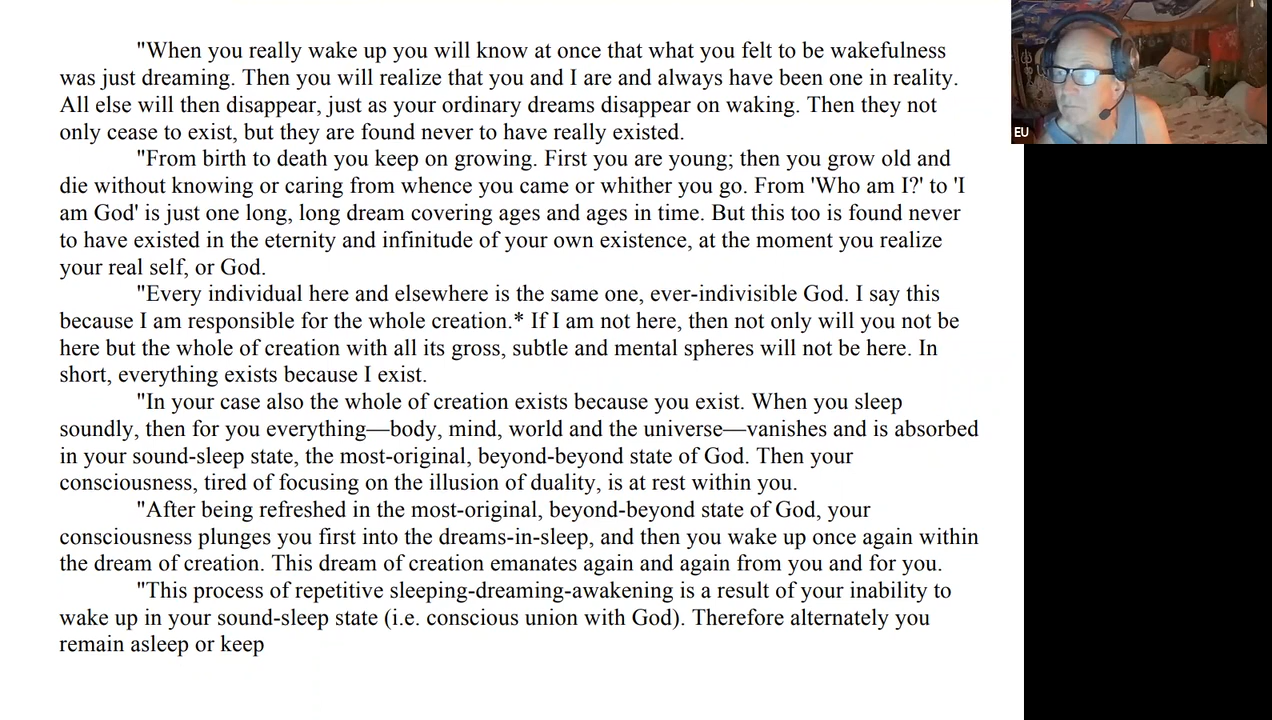 "When you really wake up you will know at once that what you felt to be wakefulness
was just dreaming. Then you will realize that you and I are and always have been one in reality.
All else will then disappear, just as your ordinary dreams disappear on waking. Then they not
only cease to exist, but they are found never to have really existed.
"From birth to death you keep on growing. First you are young; then you grow old and
die without knowing or caring from whence you came or whither you go. From 'Who am I?' to 'I
am God' is just one long, long dream covering ages and ages in time. But this too is found never
to have existed in the eternity and infinitude of your own existence, at the moment you realize
your real self, or God.
"Every individual here and elsewhere is the same one, ever-indivisible God. I say this
because I am responsible for the whole creation.* If I am not here, then not only will you not be
here but the whole of creation with all its gross, subtle and mental spheres will not be here. In
short, everything exists because I exist.
"In your case also the whole of creation exists because you exist. When you sleep
soundly, then for you everything—body, mind, world and the universe—vanishes and is absorbed
in your sound-sleep state, the most-original, beyond-beyond state of God. Then your
consciousness, tired of focusing on the illusion of duality, is at rest within you.
"After being refreshed in the most-original, beyond-beyond state of God, your
consciousness plunges you first into the dreams-in-sleep, and then you wake up once again within
the dream of creation. This dream of creation emanates again and again from you and for you.
"This process of repetitive sleeping-dreaming-awakening is a result of your inability to
wake up in your sound-sleep state (i.e. conscious union with God). Therefore alternately you
remain asleep or keep
EU